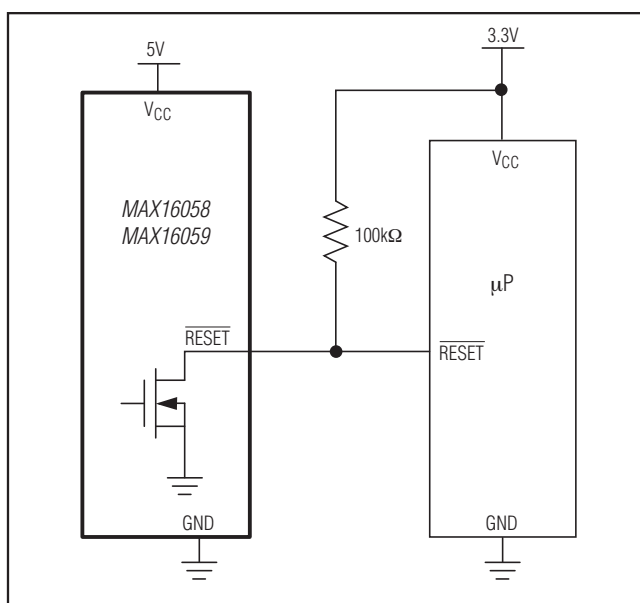 5V
3.3V
VCC
VCC
MAX16058
MAX16059
100kΩ
μP
RESET
RESET
GND
GND